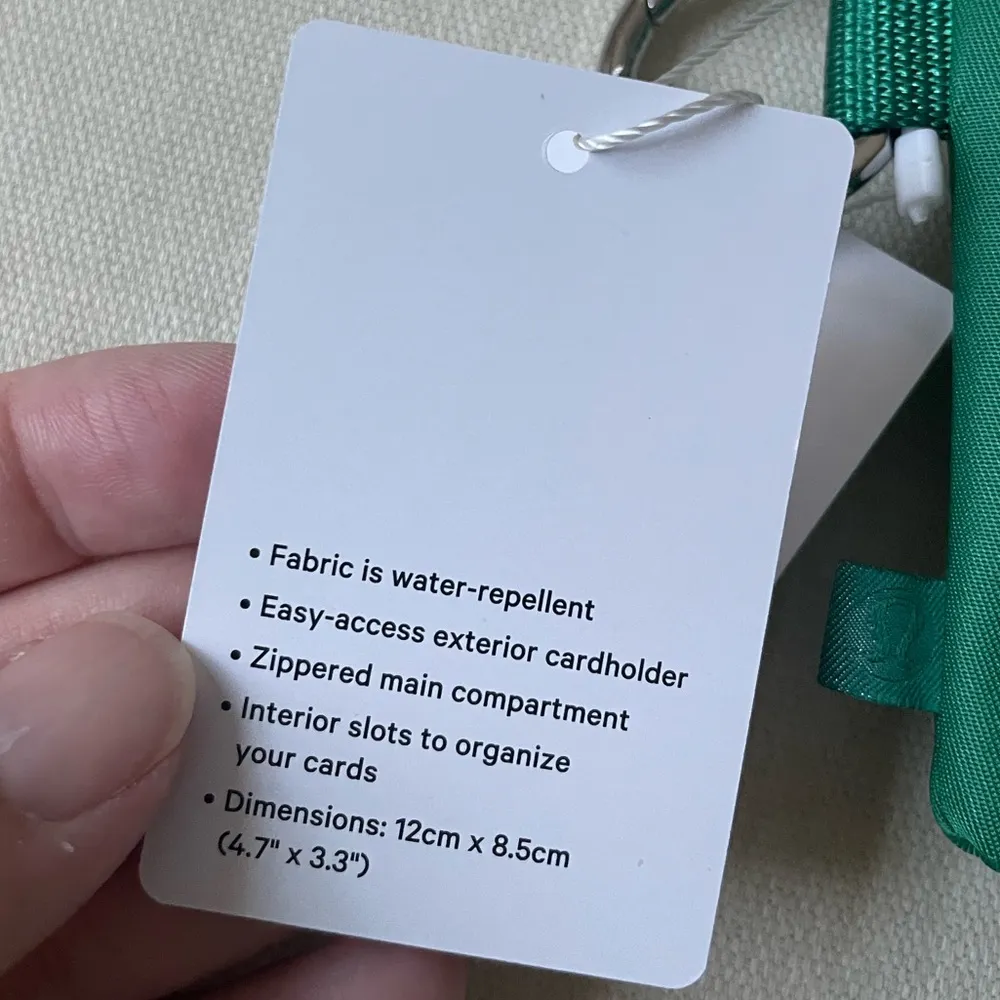 • Fabric is water-repellent
• Easy-access exterior cardholder
• Zippered main compartment
• Interior slots to organize
your cards
• Dimensions: 12cm x 8.5cm
(4.7" x 3.3")